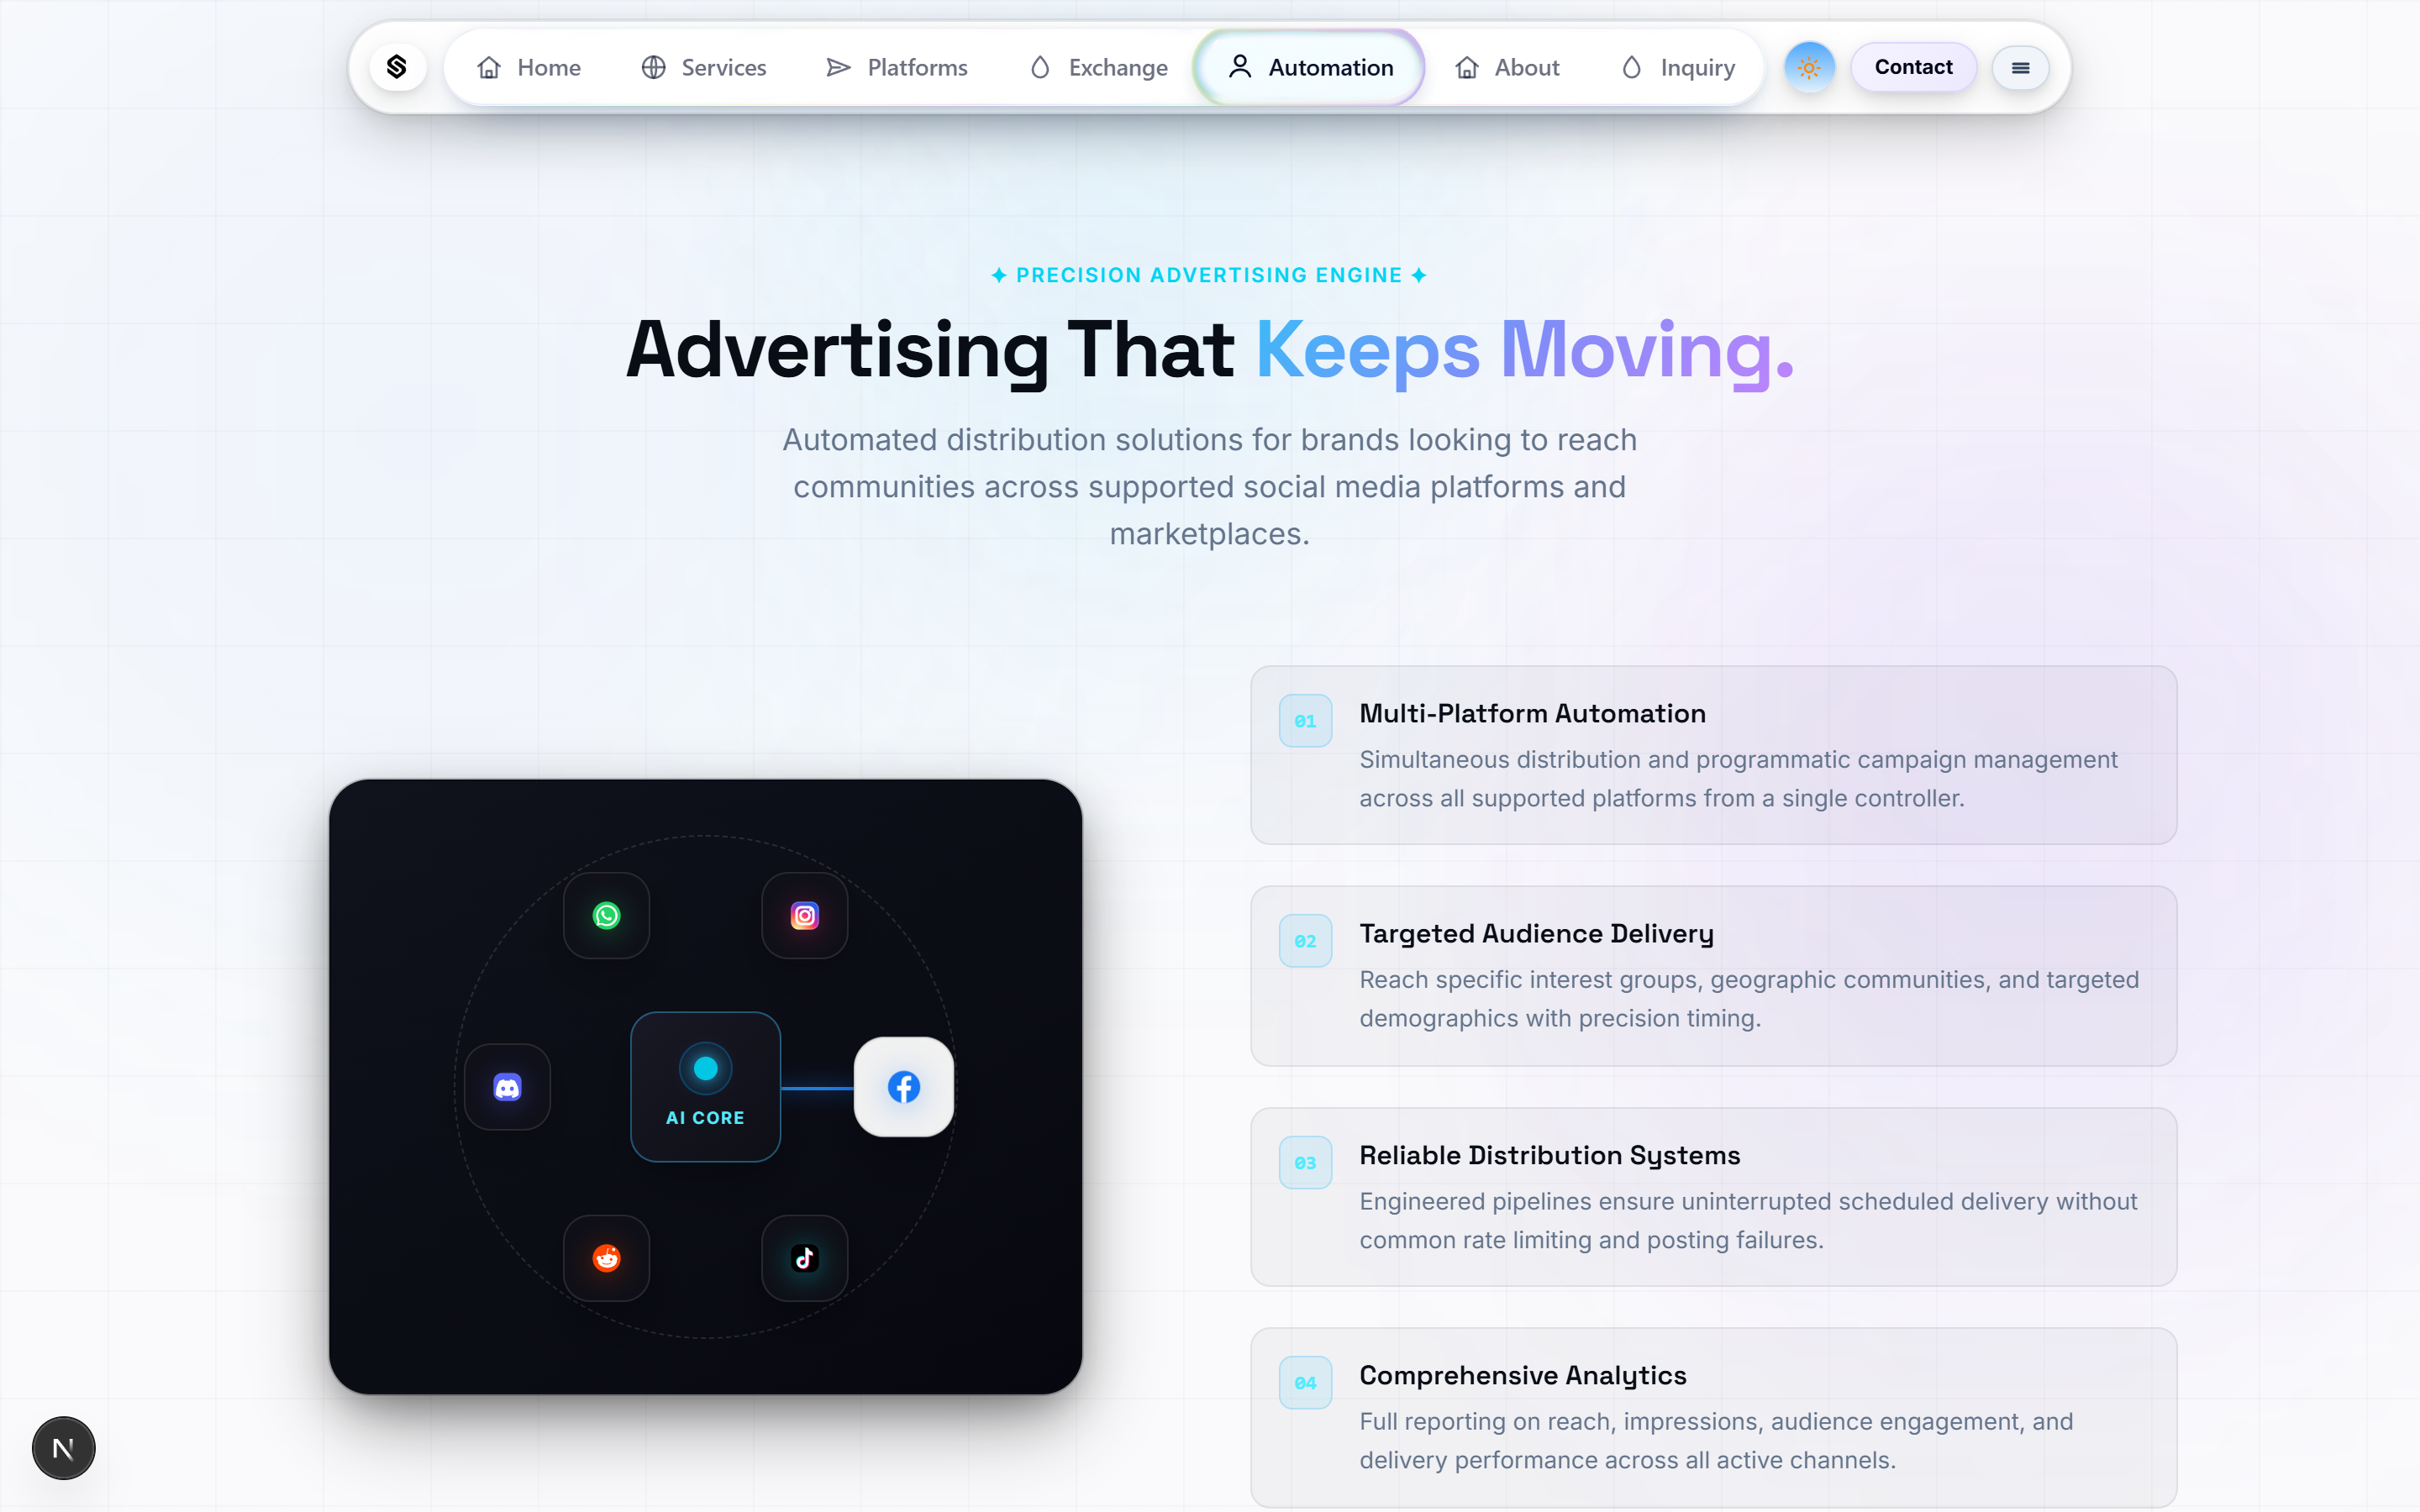 Home
Services
Platforms
Exchange
Automation
About
Inquiry
Contact
✦ PRECISION ADVERTISING ENGINE ✦
Advertising That Keeps Moving.
Automated distribution solutions for brands looking to reach
communities across supported social media platforms and
marketplaces.
AI CORE
01
Multi-Platform Automation
Simultaneous distribution and programmatic campaign management
across all supported platforms from a single controller.
02
Targeted Audience Delivery
Reach specific interest groups, geographic communities, and targeted
demographics with precision timing.
03
Reliable Distribution Systems
Engineered pipelines ensure uninterrupted scheduled delivery without
common rate limiting and posting failures.
04
Comprehensive Analytics
Full reporting on reach, impressions, audience engagement, and
delivery performance across all active channels.
N